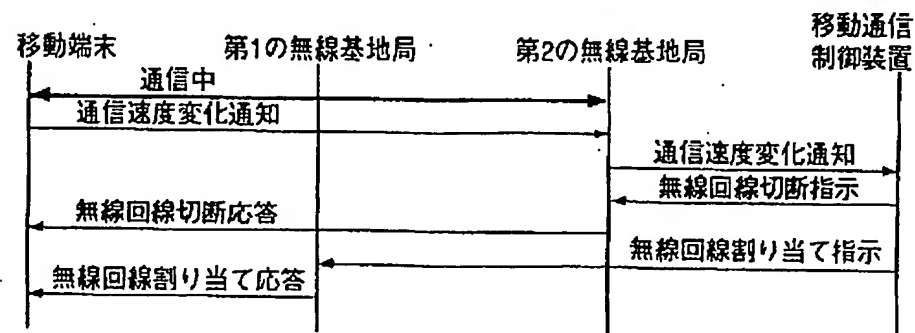 移動端末
第1の無線基地局
第2の無線基地局
移動通信
制御装置
通信中
通信速度変化通知
通信速度変化通知
無線回線切断指示
無線回線切断応答
無線回線割り当て指示
無線回線割り当て応答